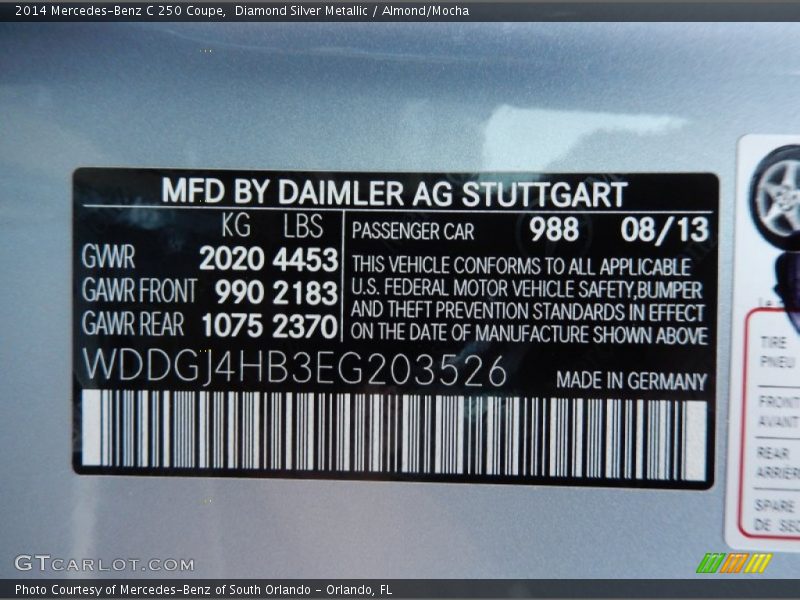 2014 Mercedes-Benz C 250 Coupe,  Diamond Silver Metallic / Almond/Mocha
MFD BY DAIMLER AG STUTTGART
KG LBS
GVWR 2020 4453
GAWR FRONT 990 2183
GAWR REAR 1075 2370
PASSENGER CAR 988 08/13
THIS VEHICLE CONFORMS TO ALL APPLICABLE
U.S. FEDERAL MOTOR VEHICLE SAFETY,BUMPER
AND THEFT PREVENTION STANDARDS IN EFFECT
ON THE DATE OF MANUFACTURE SHOWN ABOVE
WDDGJ4HB3EG203526
MADE IN GERMANY
TIRE
PNEU
FRONT
AVANT
REAR
ARRIÈR
SPARE
DE SEC
GTCARLOT.COM
Photo Courtesy of Mercedes-Benz of South Orlando - Orlando, FL